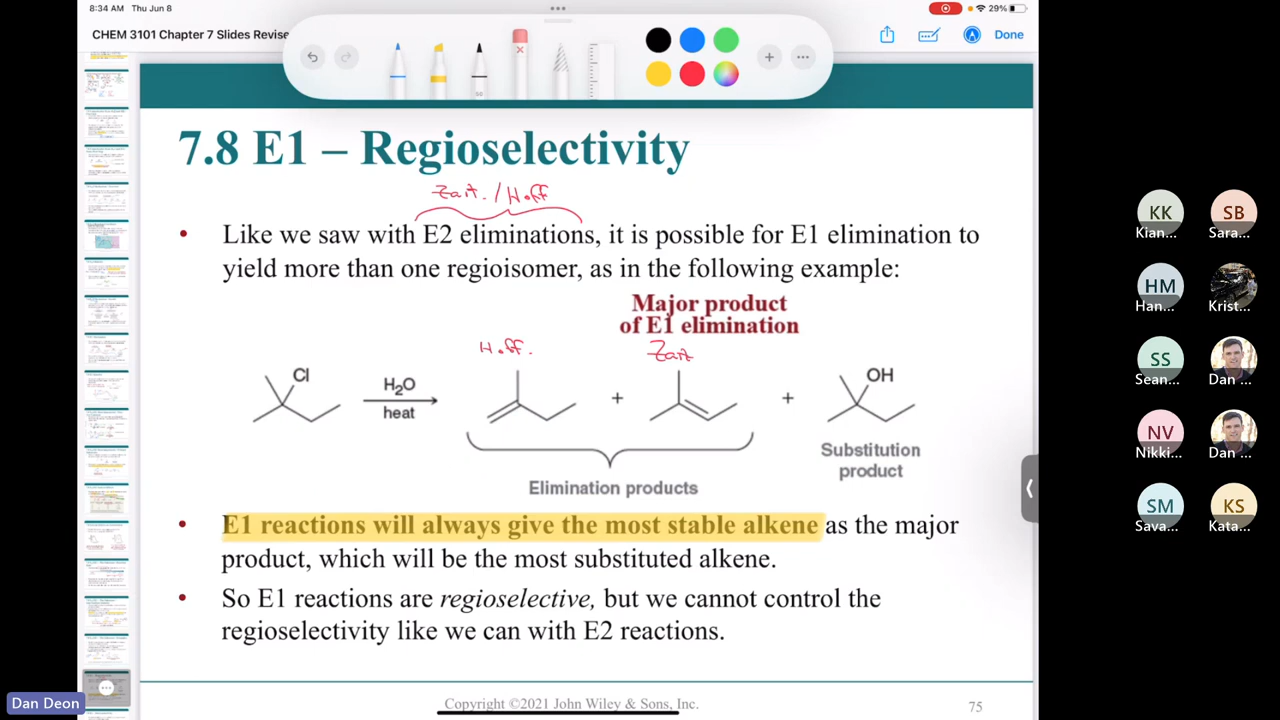 8:34 AM Thu Jun 8
29%
CHEM 3101 Chapter 7 Slides Revise
Done
7.8 E1 – Regioselectivity
Zait. / Hoff
Like we saw with E2 eliminations, it is possible for E1 elimination to
yield more than one regioisomer, as in the following example:
Major product
of E1 elimination
Hoff.
Zait
Cl
H2O
heat
+
+
OH
Substitution
product
Elimination products
E1 reactions will always give the most stable alkene as the major
product, which will be the most substituted alkene.
So E1 reactions are regioselective, but we cannot control the
regioselectivity like we can with E2 reactions.
Copyright ©2021 John Wiley & Sons, Inc.
75
Dan Deon
KK
Kian...
SB
Sara...
HM
Han ...
Krist...
SS
Sean...
Dan ...
NV
Nikki...
Dan ...
SM
Sava...
KS
Kata...